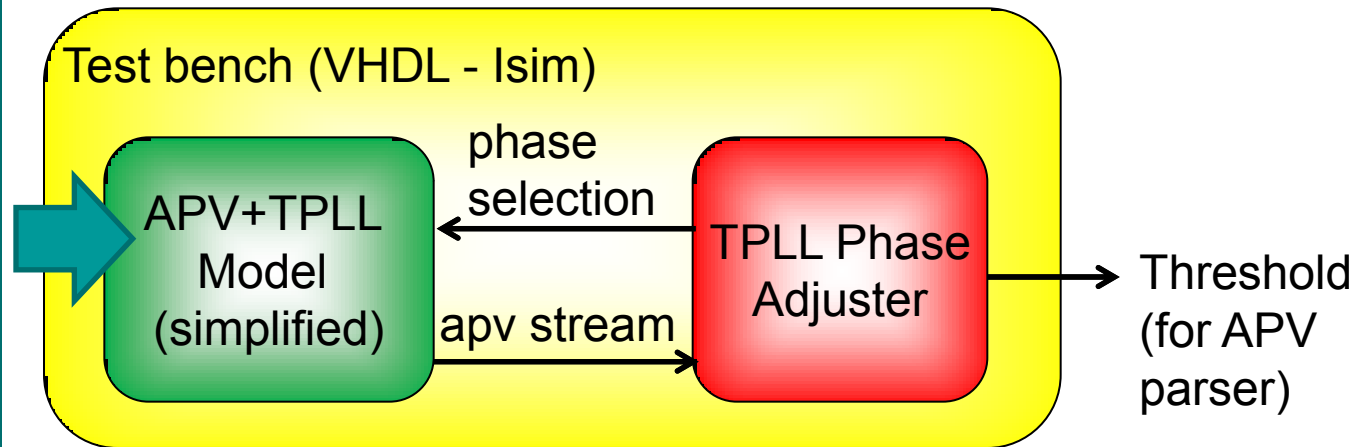 Test bench (VHDL - Isim)
phase
selection
APV+TPLL
Model
(simplified)
apv stream
TPLL Phase
Adjuster
Threshold
(for APV
parser)